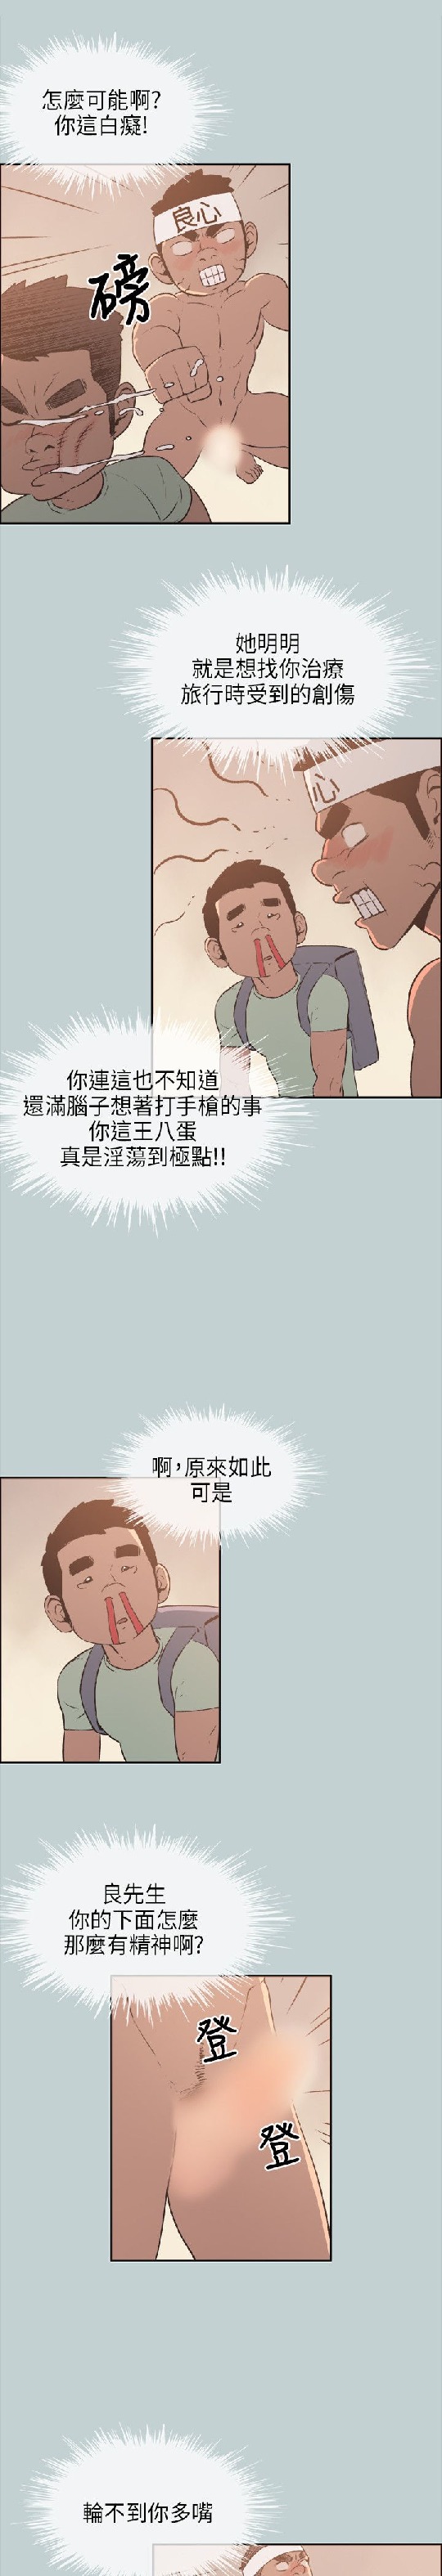 怎麼可能啊?
你這白癡!
良心
磅
她明明
就是想找你治療
旅行時受到的創傷
心
你連這也不知道
還滿腦子想著打手槍的事
你這王八蛋
真是淫蕩到極點!!
啊,原來如此
可是
良先生
你的下面怎麼
那麼有精神啊?
登
登
輪不到你多嘴